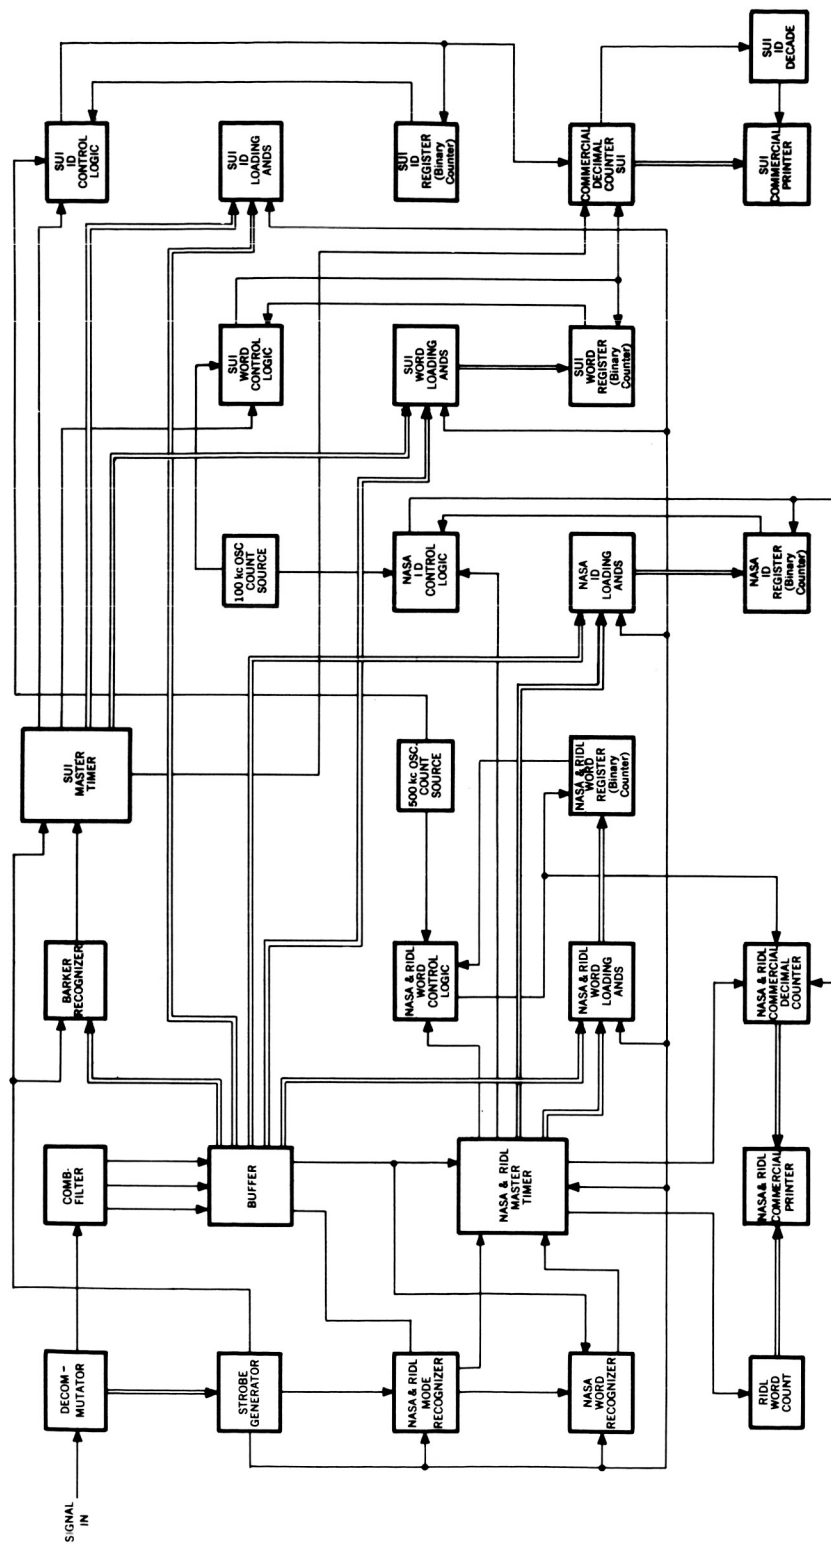 SIGNAL
IN
DECOM-
MUTATOR
COMB-
FILTER
BARKER
RECOGNIZER
SUI
MASTER
TIMER
SUI
ID
CONTROL
LOGIC
STROBE
GENERATOR
BUFFER
100 kc OSC
COUNT
SOURCE
SUI
WORD
CONTROL
LOGIC
SUI
ID
LOADING
ANDS
NASA & RIDL
MODE
RECOGNIZER
NASA & RIDL
MASTER
TIMER
NASA & RIDL
WORD
CONTROL
LOGIC
500 kc OSC.
COUNT
SOURCE
NASA
ID
CONTROL
LOGIC
SUI
WORD
LOADING
ANDS
SUI
ID
REGISTER
(Binary
Counter)
NASA
WORD
RECOGNIZER
NASA & RIDL
WORD
LOADING
ANDS
NASA & RIDL
WORD
REGISTER
(Binary
Counter)
NASA
ID
LOADING
ANDS
SUI
WORD
REGISTER
(Binary
Counter)
COMMERCIAL
DECIMAL
COUNTER
SUI
RIDL
WORD
COUNT
NASA & RIDL
COMMERCIAL
PRINTER
NASA & RIDL
COMMERCIAL
DECIMAL
COUNTER
NASA
ID
REGISTER
(Binary
Counter)
SUI
COMMERCIAL
PRINTER
SUI
ID
DECADE